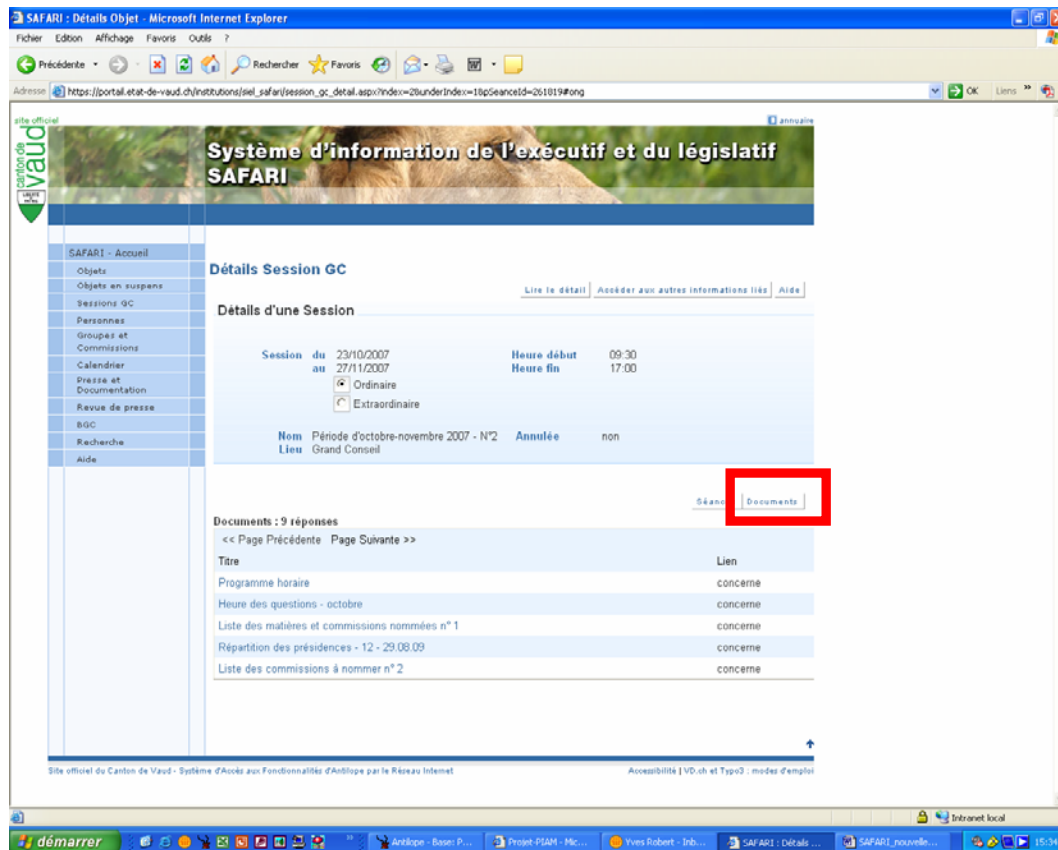 SAFARI : Détails Objet - Microsoft Internet Explorer
Fichier Edition Affichage Favoris Outils ?
Précédente Rechercher Favoris
Adresse https://portail.etat-de-vaud.ch/institutions/siel_safari/session_gc_detail.aspx?index=2&underIndex=1&pSeanceId=261819#ong OK Liens »
site officiel
annuaire
canton de
vaud
LIBERTÉ
ET
PATRIE
Système d'information de l'exécutif et du législatif
SAFARI
SAFARI - Accueil
Objets
Objets en suspens
Sessions GC
Personnes
Groupes et
Commissions
Calendrier
Presse et
Documentation
Revue de presse
BGC
Recherche
Aide
Détails Session GC
Lire le détail Accéder aux autres informations liés Aide
Détails d'une Session
Session du 23/10/2007 Heure début 09:30
au 27/11/2007 Heure fin 17:00
Ordinaire
Extraordinaire
Nom Période d'octobre-novembre 2007 - N°2 Annulée non
Lieu Grand Conseil
Documents
Documents : 9 réponses
<< Page Précédente Page Suivante >>
Titre Lien
Programme horaire concerne
Heure des questions - octobre concerne
Liste des matières et commissions nommées n° 1 concerne
Répartition des présidences - 12 - 29.08.09 concerne
Liste des commissions à nommer n° 2 concerne
Site officiel du Canton de Vaud - Système d'Accès aux Fonctionnalités d'Antilope par le Réseau Internet Accessibilité | VD.ch et Typo3 : modes d'emploi
Intranet local
démarrer » Antilope - Base: P... Projet-PIAM - Mic... Yves Robert - Inb... SAFARI : Détails ... SAFARI_nouvelle... 15:34